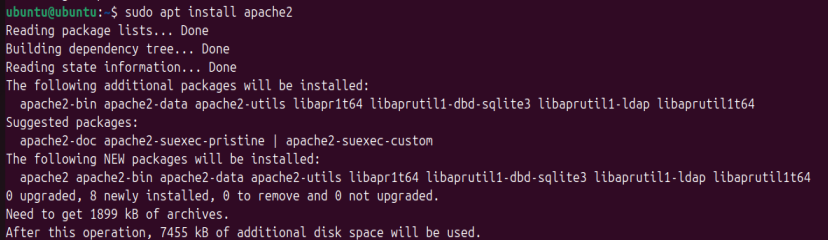 ubuntu@ubuntu:~$ sudo apt install apache2
Reading package lists... Done
Building dependency tree... Done
Reading state information... Done
The following additional packages will be installed:
  apache2-bin apache2-data apache2-utils libapr1t64 libaprutil1-dbd-sqlite3 libaprutil1-ldap libaprutil1t64
Suggested packages:
  apache2-doc apache2-suexec-pristine | apache2-suexec-custom
The following NEW packages will be installed:
  apache2 apache2-bin apache2-data apache2-utils libapr1t64 libaprutil1-dbd-sqlite3 libaprutil1-ldap libaprutil1t64
0 upgraded, 8 newly installed, 0 to remove and 0 not upgraded.
Need to get 1899 kB of archives.
After this operation, 7455 kB of additional disk space will be used.